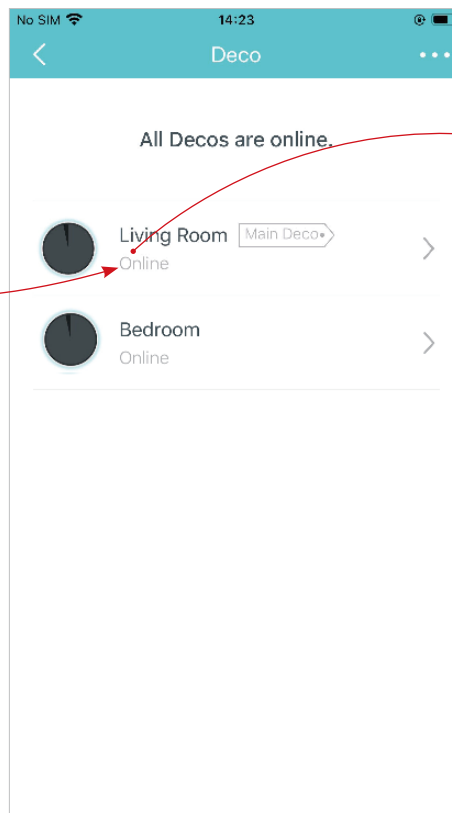 No SIM 14:23
Deco
All Decos are online.
Living Room Main Deco
Online
Bedroom
Online